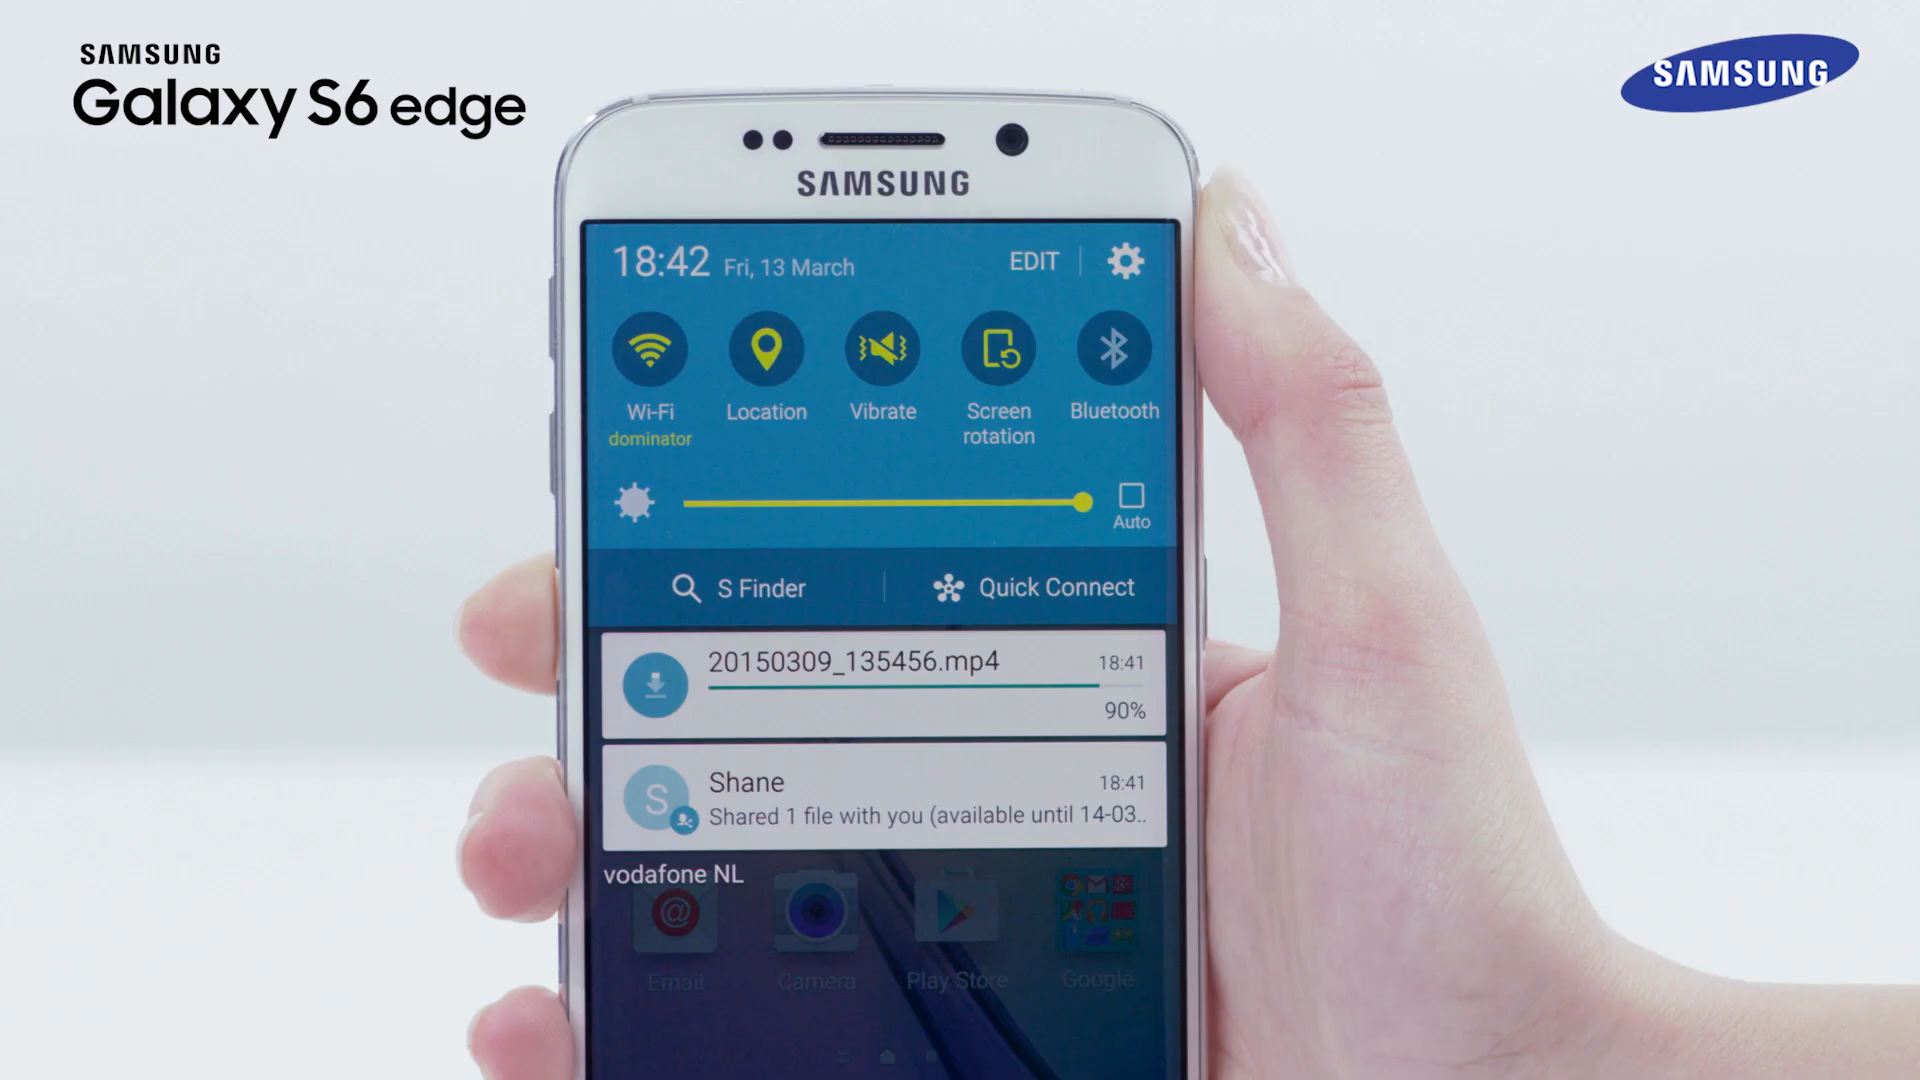 SAMSUNG
Galaxy S6 edge
SAMSUNG
SAMSUNG
18:42 Fri, 13 March EDIT
Wi-Fi Location Vibrate Screen rotation Bluetooth
dominator
Auto
S Finder Quick Connect
20150309_135456.mp4 18:41
90%
S
Shane 18:41
Shared 1 file with you (available until 14-03..
vodafone NL
Email Camera Play Store Google